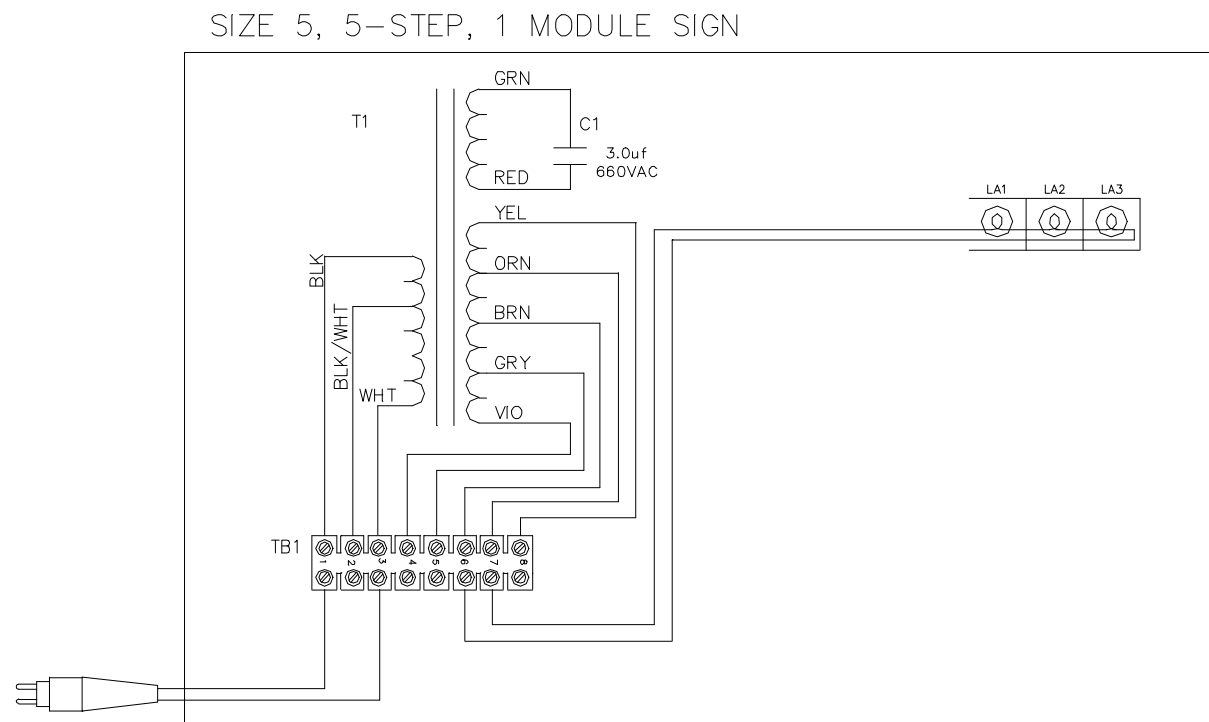 SIZE 5, 5-STEP, 1 MODULE SIGN
GRN
T1
C1
3.0uf
660VAC
RED
LA1 LA2 LA3
YEL
BLK
ORN
BLK/WHT
BRN
GRY
WHT
VIO
TB1
1 2 3 4 5 6 7 8